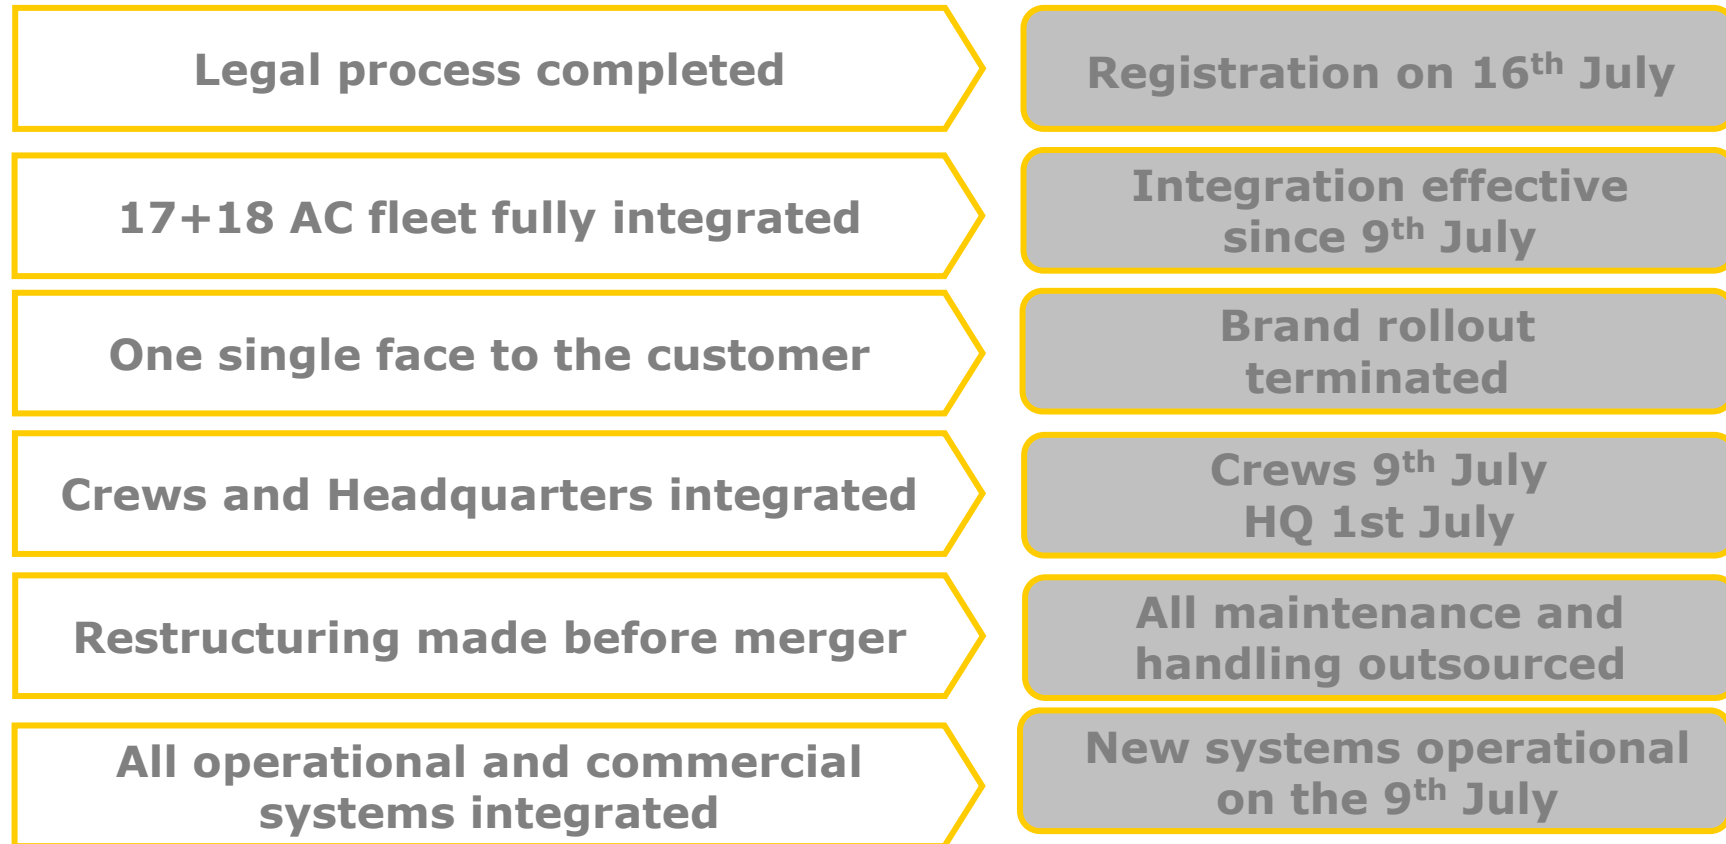 Legal process completed
Registration on 16th July
17+18 AC fleet fully integrated
Integration effective
since 9th July
One single face to the customer
Brand rollout
terminated
Crews and Headquarters integrated
Crews 9th July
HQ 1st July
Restructuring made before merger
All maintenance and
handling outsourced
All operational and commercial
systems integrated
New systems operational
on the 9th July